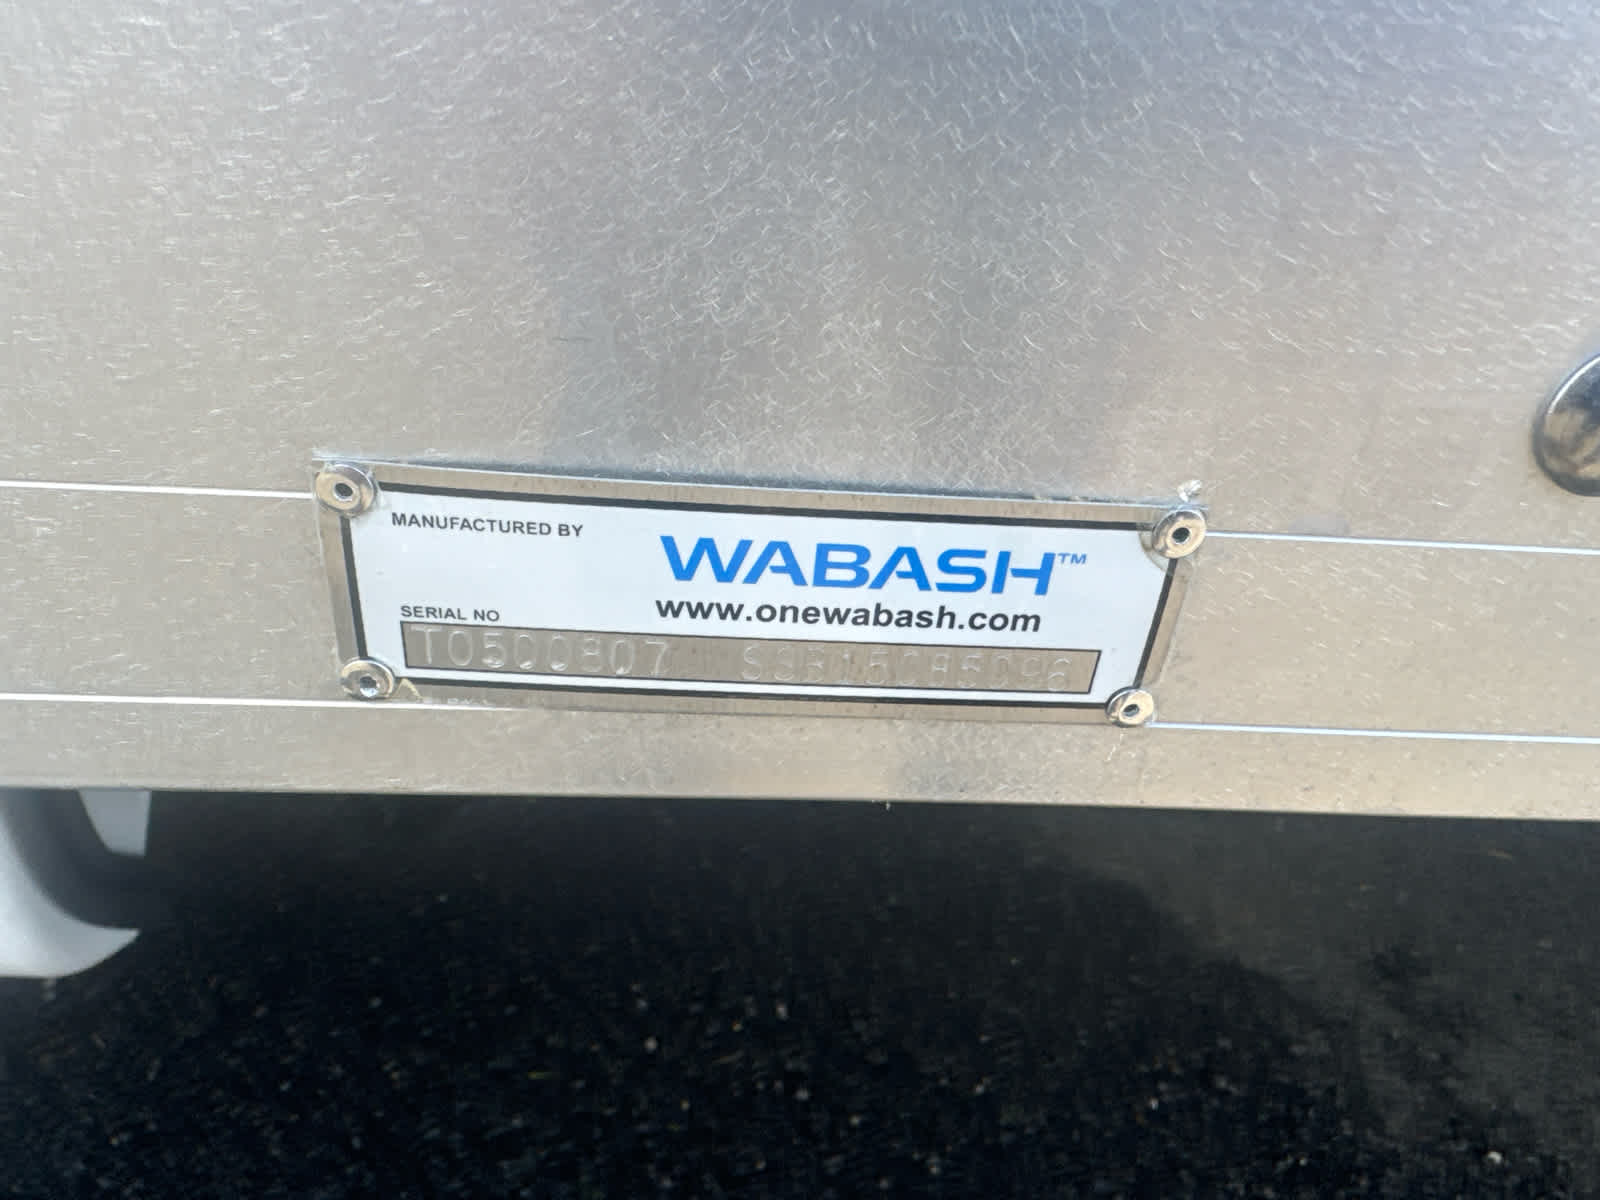 MANUFACTURED BY
WABASH™
www.onewabash.com
SERIAL NO
T0500807